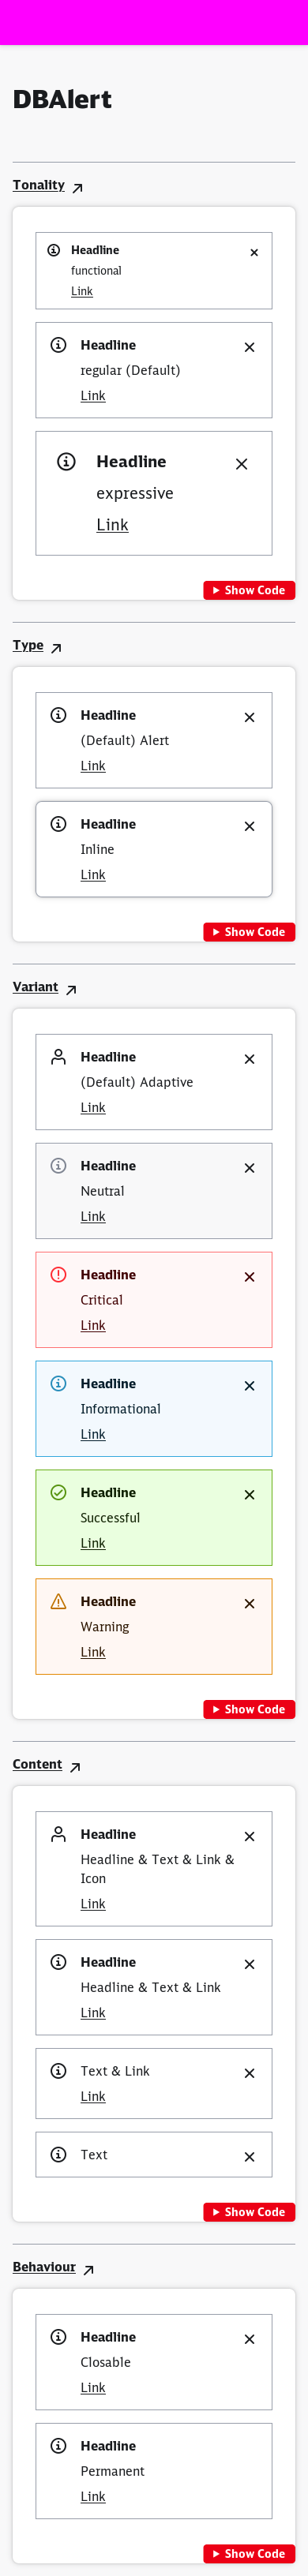 DBAlert
Tonality
Headline
functional
Link
Headline
regular (Default)
Link
Headline
expressive
Link
Show Code
Type
Headline
(Default) Alert
Link
Headline
Inline
Link
Show Code
Variant
Headline
(Default) Adaptive
Link
Headline
Neutral
Link
Headline
Critical
Link
Headline
Informational
Link
Headline
Successful
Link
Headline
Warning
Link
Show Code
Content
Headline
Headline & Text & Link &
Icon
Link
Headline
Headline & Text & Link
Link
Text & Link
Link
Text
Show Code
Behaviour
Headline
Closable
Link
Headline
Permanent
Link
Show Code